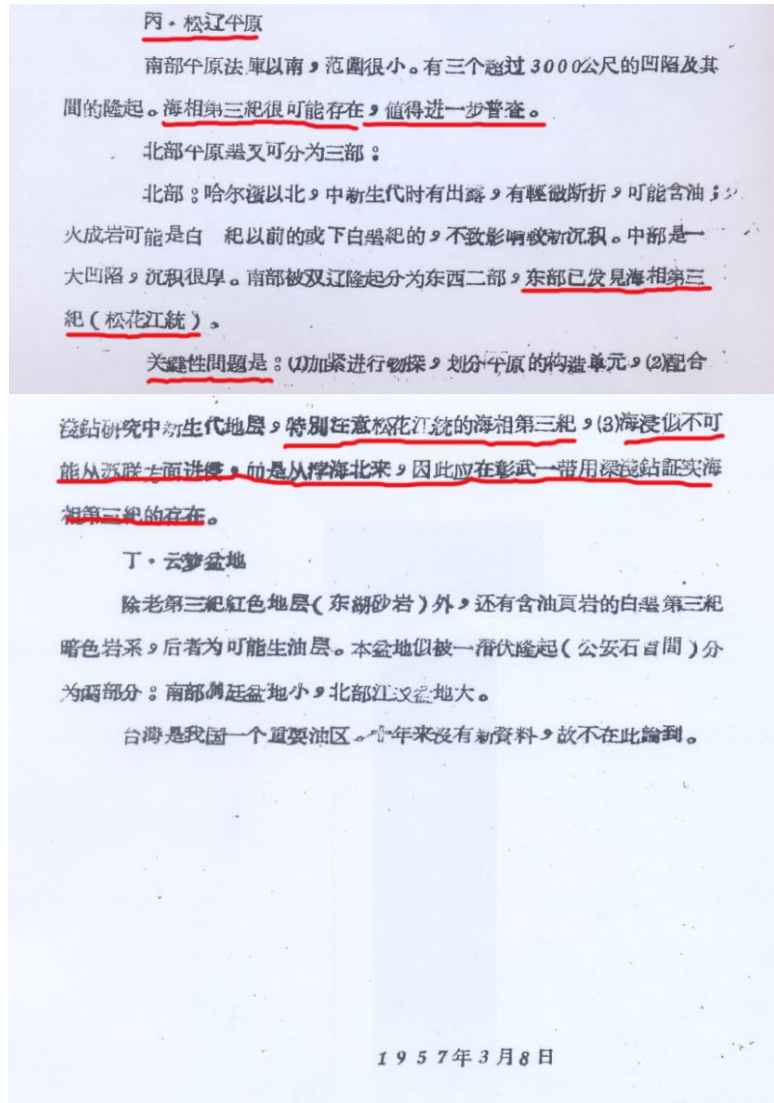 丙·松辽平原
南部平原法庫以南，范圍很小。有三个超过3000公尺的凹陷及其
間的隆起。海相第三紀很可能存在，值得进一步普查。
北部平原又可分为三部：
北部：哈尔滨以北，中新生代时有出露，有輕微断折，可能含油；
火成岩可能是白 紀以前的或下白堊紀的，不致影响較新沉积。中部是一
大凹陷，沉积很厚。南部被双辽隆起分为东西二部，东部已发見海相第三
紀（松花江統）。
关鍵性問題是：(1)加紧进行物探，划分平原的构造单元，(2)配合
淺鉆研究中新生代地层，特別注意松花江統的海相第三紀，(3)海浸似不可
能从苏联方面进侵，而是从浡海北来，因此应在彰武一带用深淺鉆証实海
相第三紀的存在。
丁·云梦盆地
除老第三紀紅色地层（东湖砂岩）外，还有含油頁岩的白堊第三紀
暗色岩系，后者为可能生油层。本盆地似被一潛伏隆起（公安石首間）分
为兩部分：南部洞廷盆地小，北部江汉盆地大。
台湾是我国一个重要油区。十年来沒有新資料，故不在此論到。
1957年3月8日